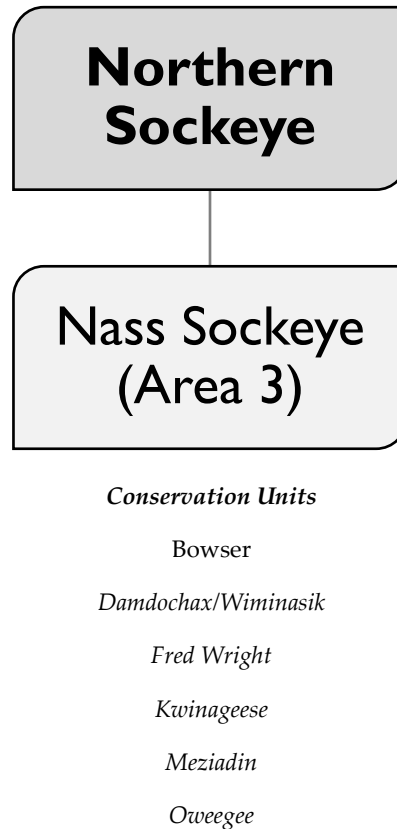 Northern
Sockeye
Nass Sockeye
(Area 3)
Conservation Units
Bowser
Damdochax/Wiminasik
Fred Wright
Kwinageese
Meziadin
Oweegee